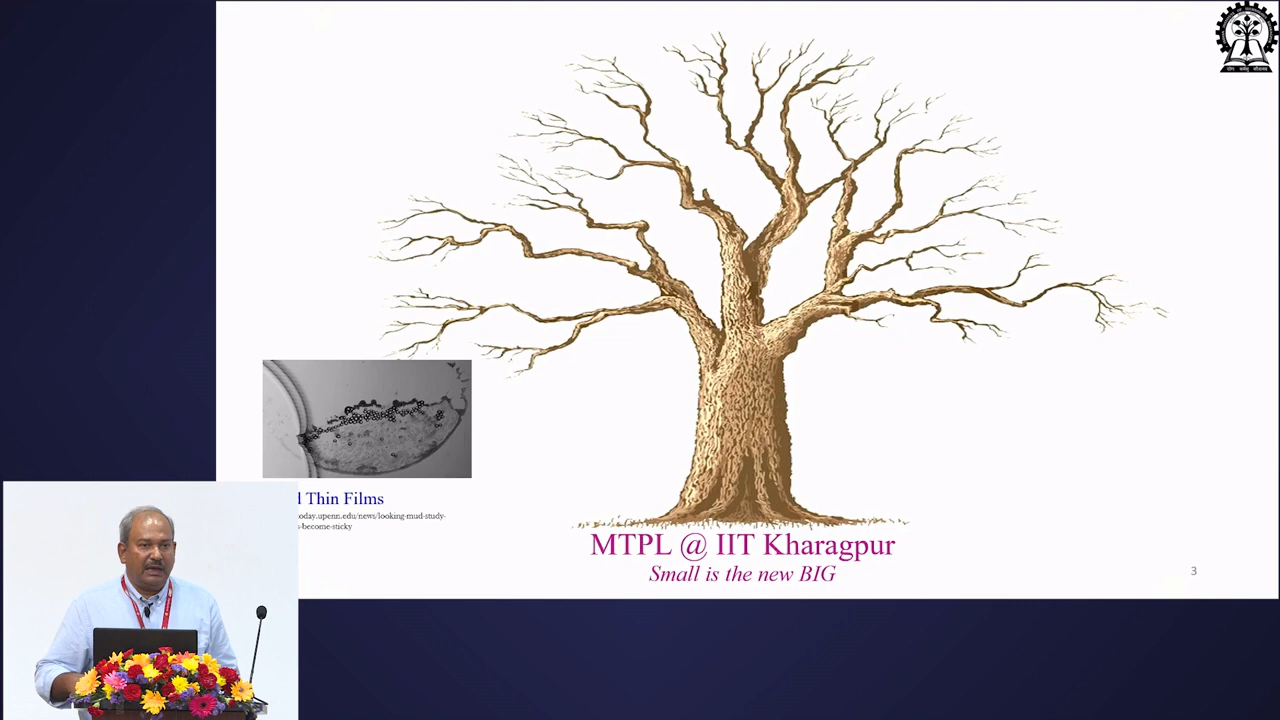 d Thin Films
oday.upenn.edu/news/looking-mud-study-
s-become-sticky
MTPL @ IIT Kharagpur
Small is the new BIG
3